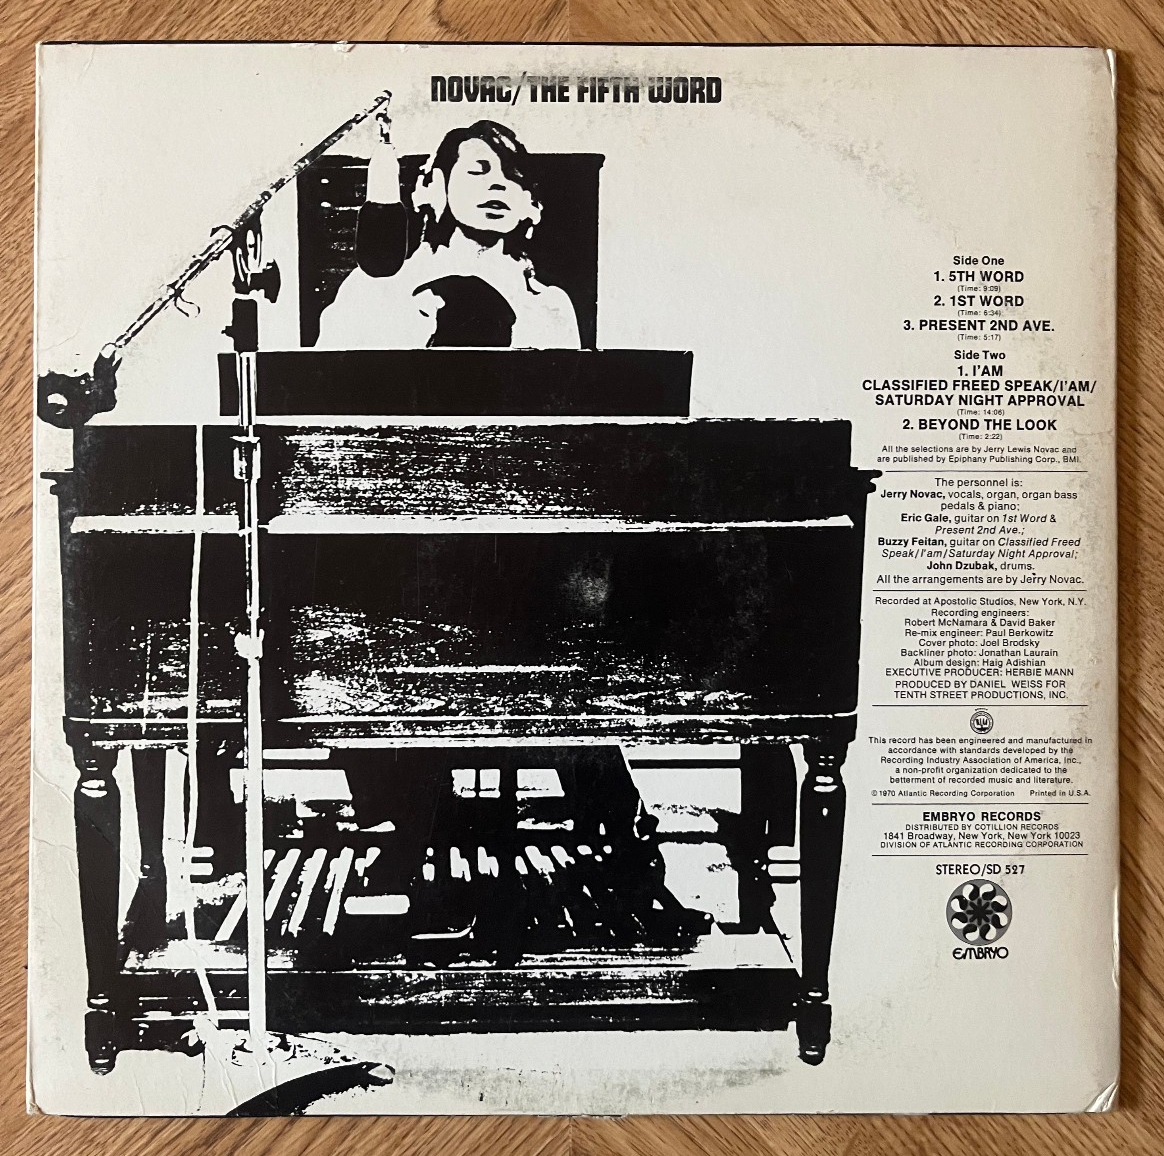 NOVAC/THE FIFTH WORD
Side One
1. 5TH WORD
(Time: 9:09)
2. 1ST WORD
(Time: 6:34)
3. PRESENT 2ND AVE.
(Time: 5:17)
Side Two
1. I'AM
CLASSIFIED FREED SPEAK/I'AM/
SATURDAY NIGHT APPROVAL
(Time: 14:06)
2. BEYOND THE LOOK
(Time: 2:22)
All the selections are by Jerry Lewis Novac and
are published by Epiphany Publishing Corp., BMI.
The personnel is:
Jerry Novac, vocals, organ, organ bass
pedals & piano;
Eric Gale, guitar on 1st Word &
Present 2nd Ave.;
Buzzy Feitan, guitar on Classified Freed
Speak/I'am/Saturday Night Approval;
John Dzubak, drums.
All the arrangements are by Jerry Novac.
Recorded at Apostolic Studios, New York, N.Y.
Recording engineers:
Robert McNamara & David Baker
Re-mix engineer: Paul Berkowitz
Cover photo: Joel Brodsky
Backliner photo: Jonathan Laurain
Album design: Haig Adishian
EXECUTIVE PRODUCER: HERBIE MANN
PRODUCED BY DANIEL WEISS FOR
TENTH STREET PRODUCTIONS, INC.
This record has been engineered and manufactured in
accordance with standards developed by the
Recording Industry Association of America, Inc.,
a non-profit organization dedicated to the
betterment of recorded music and literature.
© 1970 Atlantic Recording Corporation Printed in U.S.A.
EMBRYO RECORDS
DISTRIBUTED BY COTILLION RECORDS
1841 Broadway, New York, New York 10023
DIVISION OF ATLANTIC RECORDING CORPORATION
STEREO/SD 527
EMBRYO